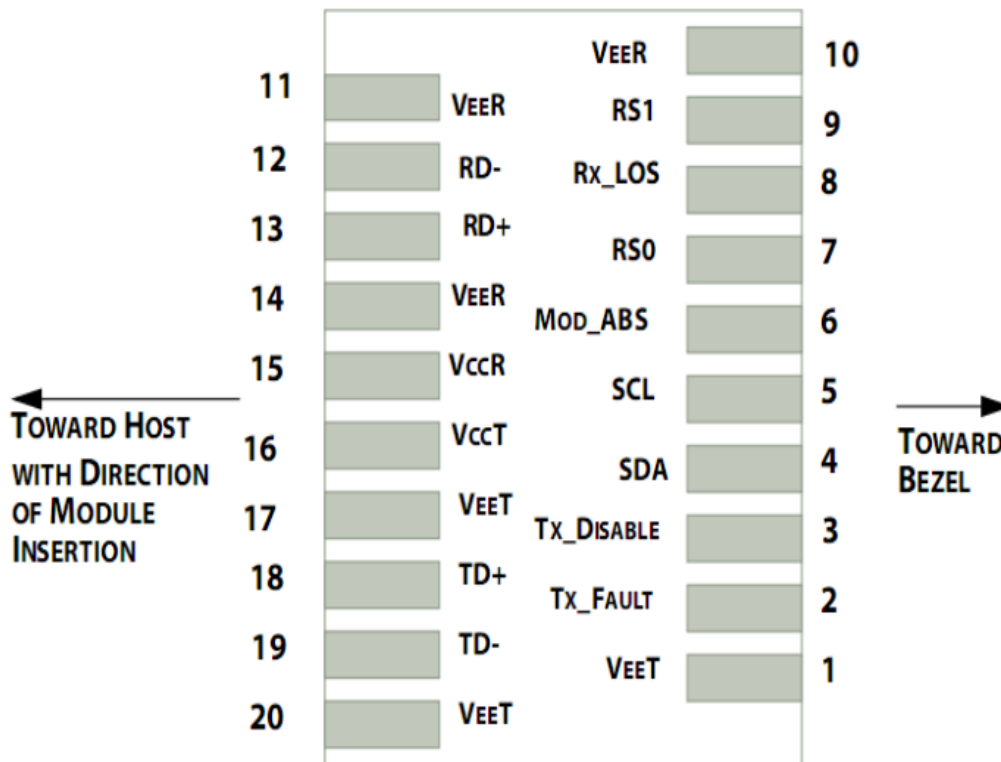 11
VEER
12
RD-
13
RD+
14
VEER
15
VCCR
16
VCCT
17
VEET
18
TD+
19
TD-
20
VEET
VEER
10
RS1
9
RX_LOS
8
RS0
7
MOD_ABS
6
SCL
5
SDA
4
TX_DISABLE
3
TX_FAULT
2
VEET
1
TOWARD HOST
WITH DIRECTION
OF MODULE
INSERTION
TOWARD
BEZEL